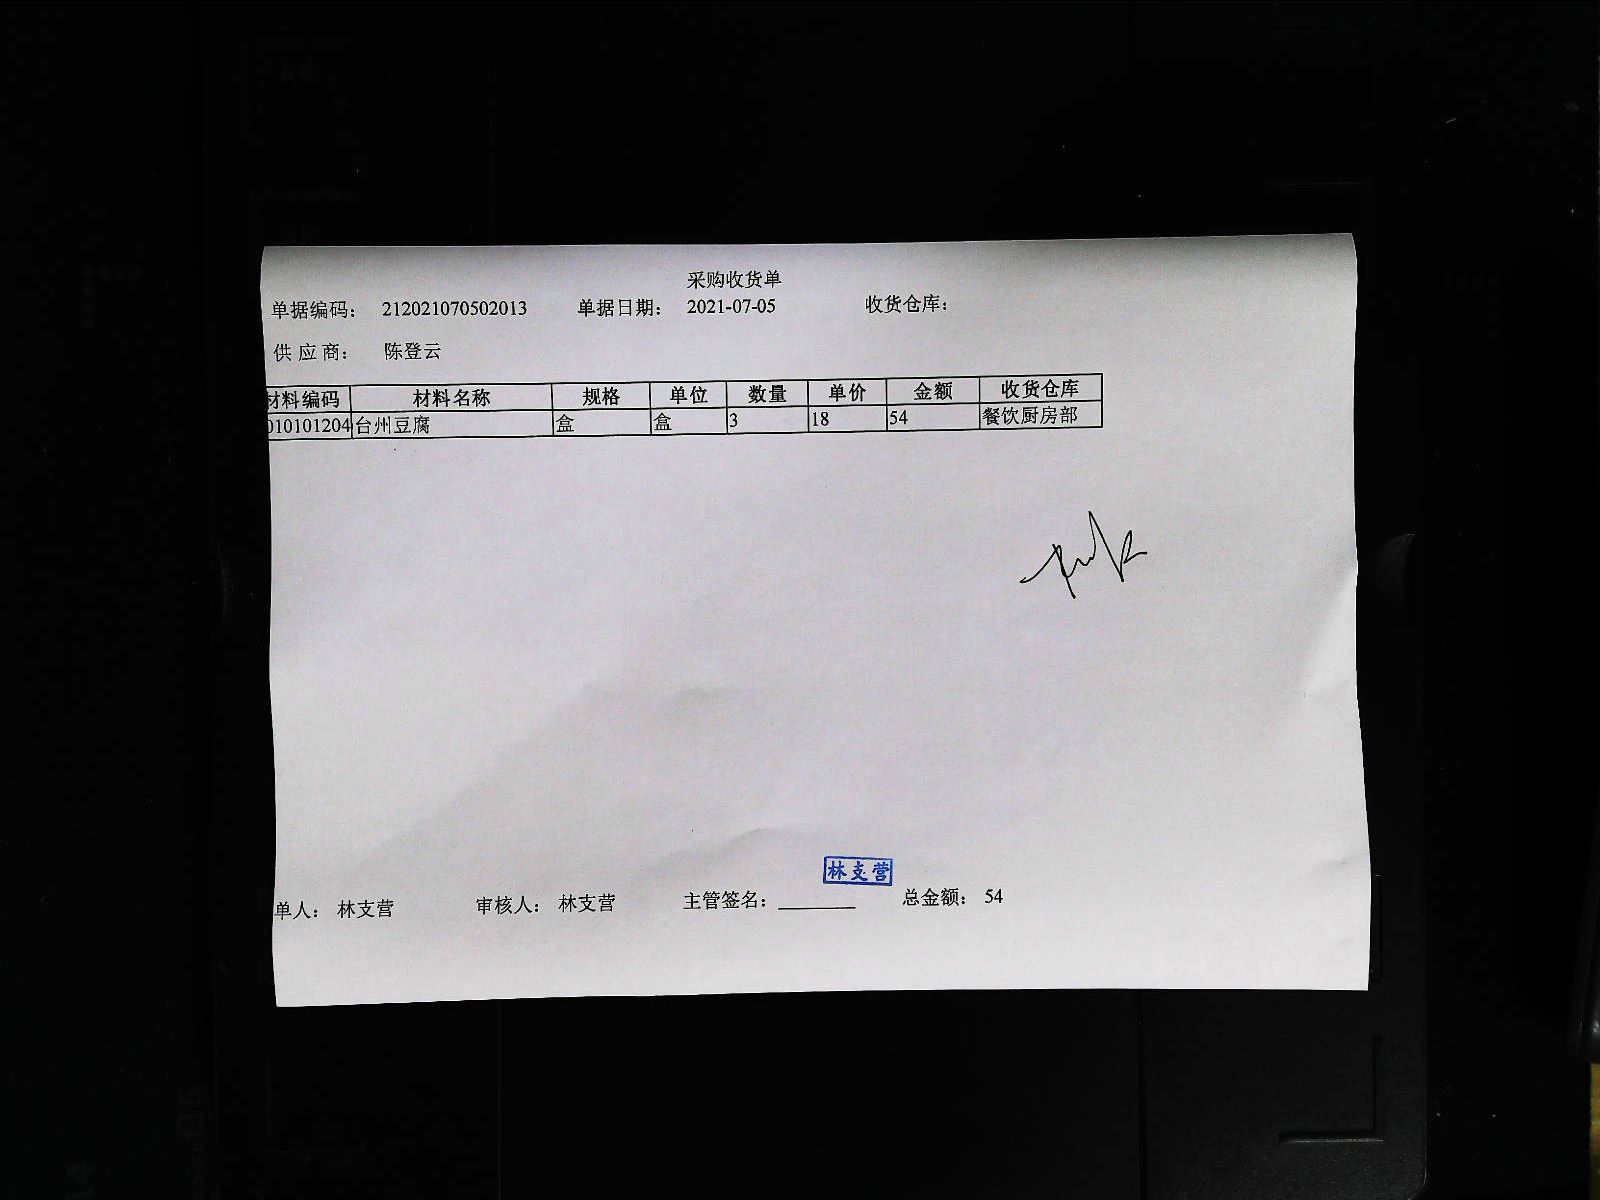 采购收货单
单据编码： 212021070502013 单据日期： 2021-07-05 收货仓库：
供 应 商： 陈登云
材料编码 材料名称 规格 单位 数量 单价 金额 收货仓库
010101204 台州豆腐 盒 盒 3 18 54 餐饮厨房部
林支营
单人： 林支营 审核人： 林支营 主管签名： 总金额： 54